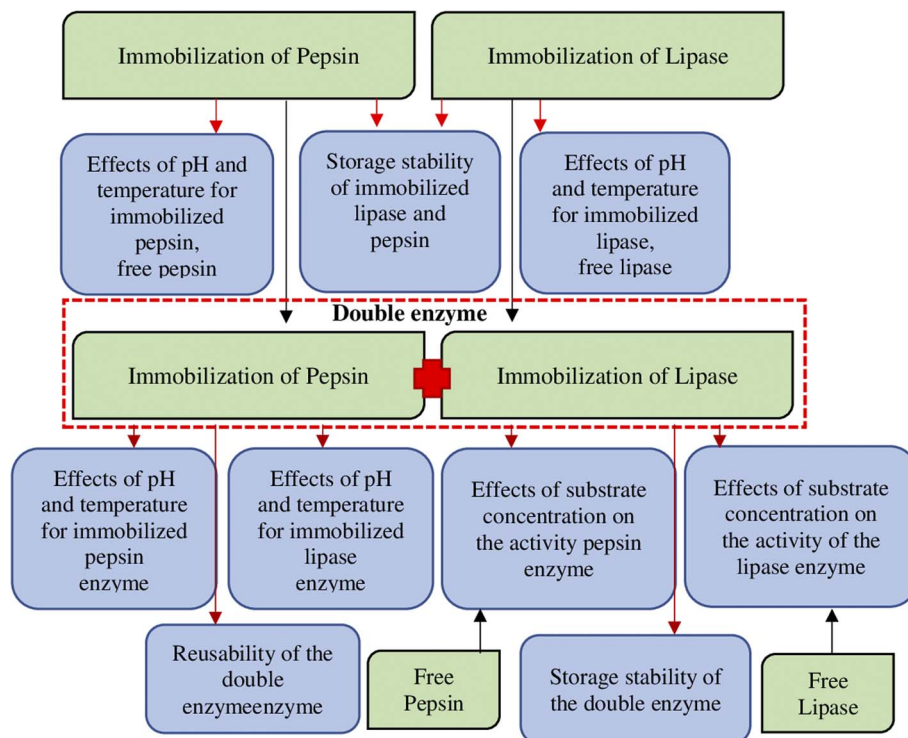 Immobilization of Pepsin
Immobilization of Lipase
Effects of pH and
temperature for
immobilized
pepsin,
free pepsin
Storage stability
of immobilized
lipase and
pepsin
Effects of pH
and temperature
for immobilized
lipase,
free lipase
Double enzyme
Immobilization of Pepsin
Immobilization of Lipase
Effects of pH
and temperature
for immobilized
pepsin
enzyme
Effects of pH
and temperature
for immobilized
lipase
enzyme
Effects of substrate
concentration on
the activity pepsin
enzyme
Effects of substrate
concentration on
the activity of the
lipase enzyme
Reusability of the
double
enzymeenzyme
Free
Pepsin
Storage stability of
the double enzyme
Free
Lipase